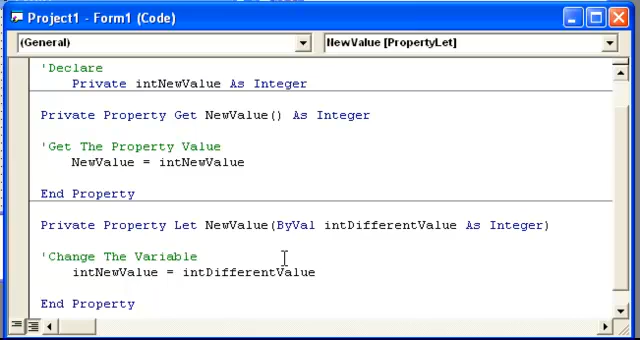 Project1 - Form1 (Code)
(General)
NewValue [PropertyLet]
'Declare
Private intNewValue As Integer
Private Property Get NewValue() As Integer
'Get The Property Value
NewValue = intNewValue
End Property
Private Property Let NewValue(ByVal intDifferentValue As Integer)
'Change The Variable
intNewValue = intDifferentValue
End Property